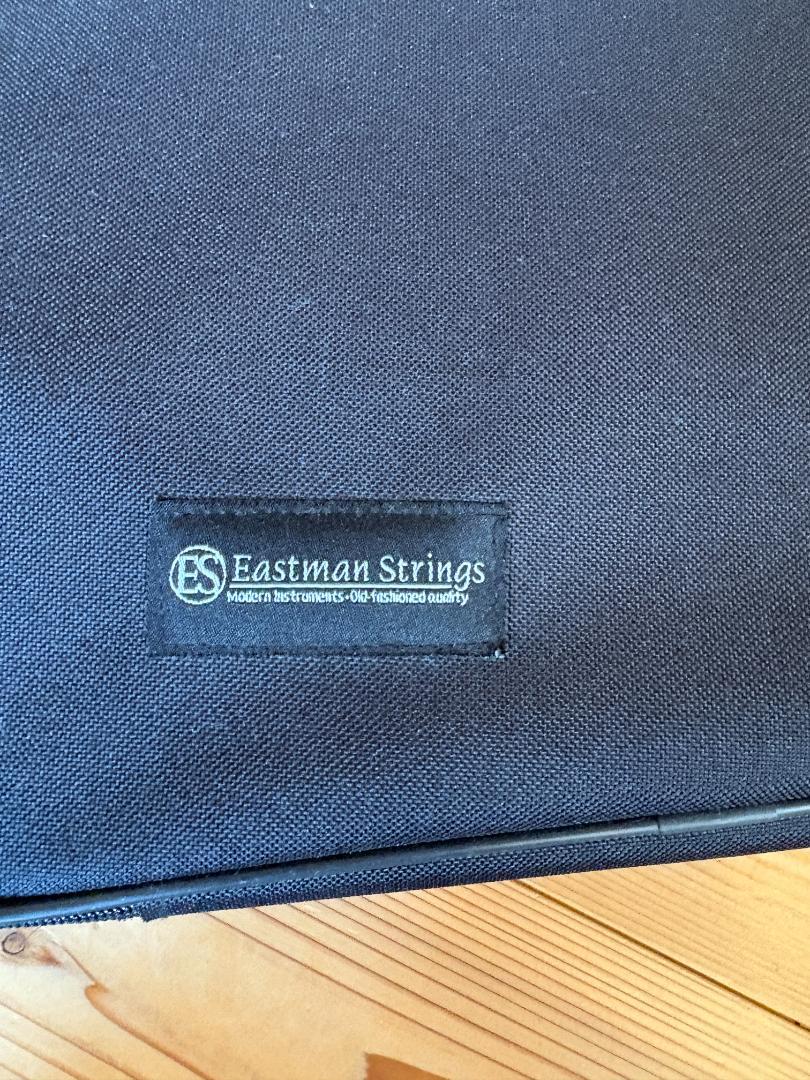 ES Eastman Strings
Modern Instruments•Old-fashioned quality